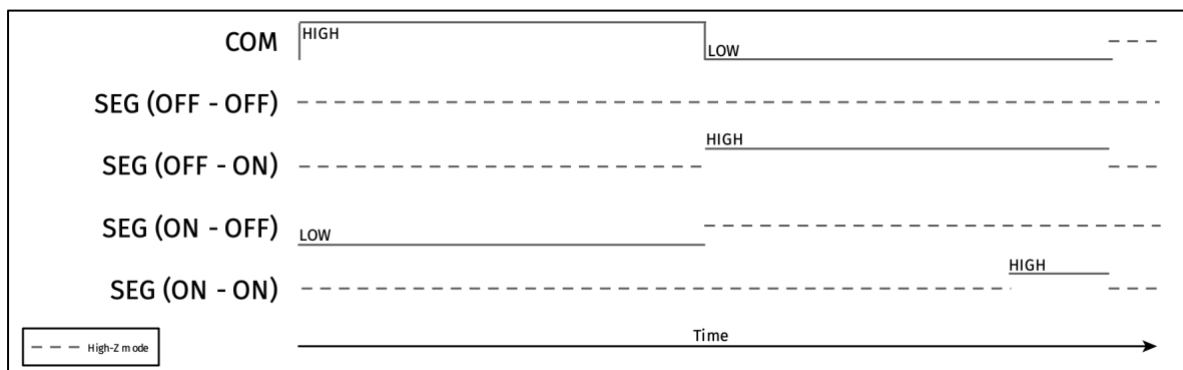 COM
HIGH
LOW
SEG (OFF - OFF)
SEG (OFF - ON)
HIGH
SEG (ON - OFF)
LOW
SEG (ON - ON)
HIGH
High-Z mode
Time